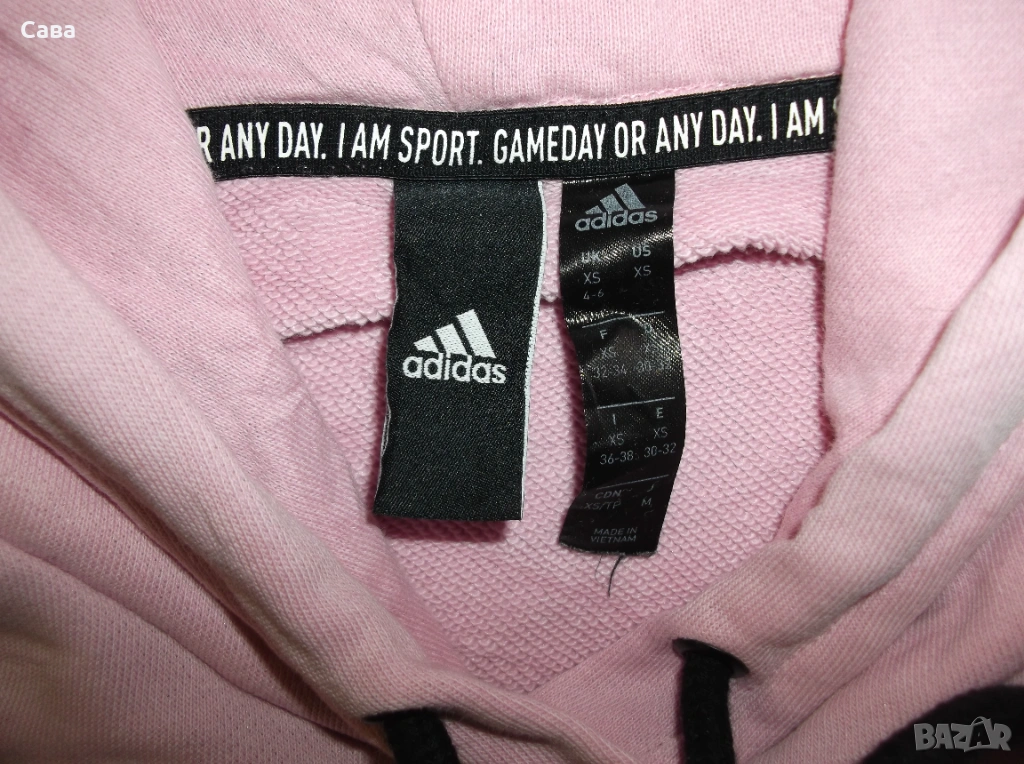 Сава
R ANY DAY. I AM SPORT. GAMEDAY OR ANY DAY. I AM S
adidas
adidas
UK US
XS XS
4-6
F
XS
32-34
I E
XS XS
36-38 30-32
CDN J
XS/TP M
MADE IN
VIETNAM
BAZAR